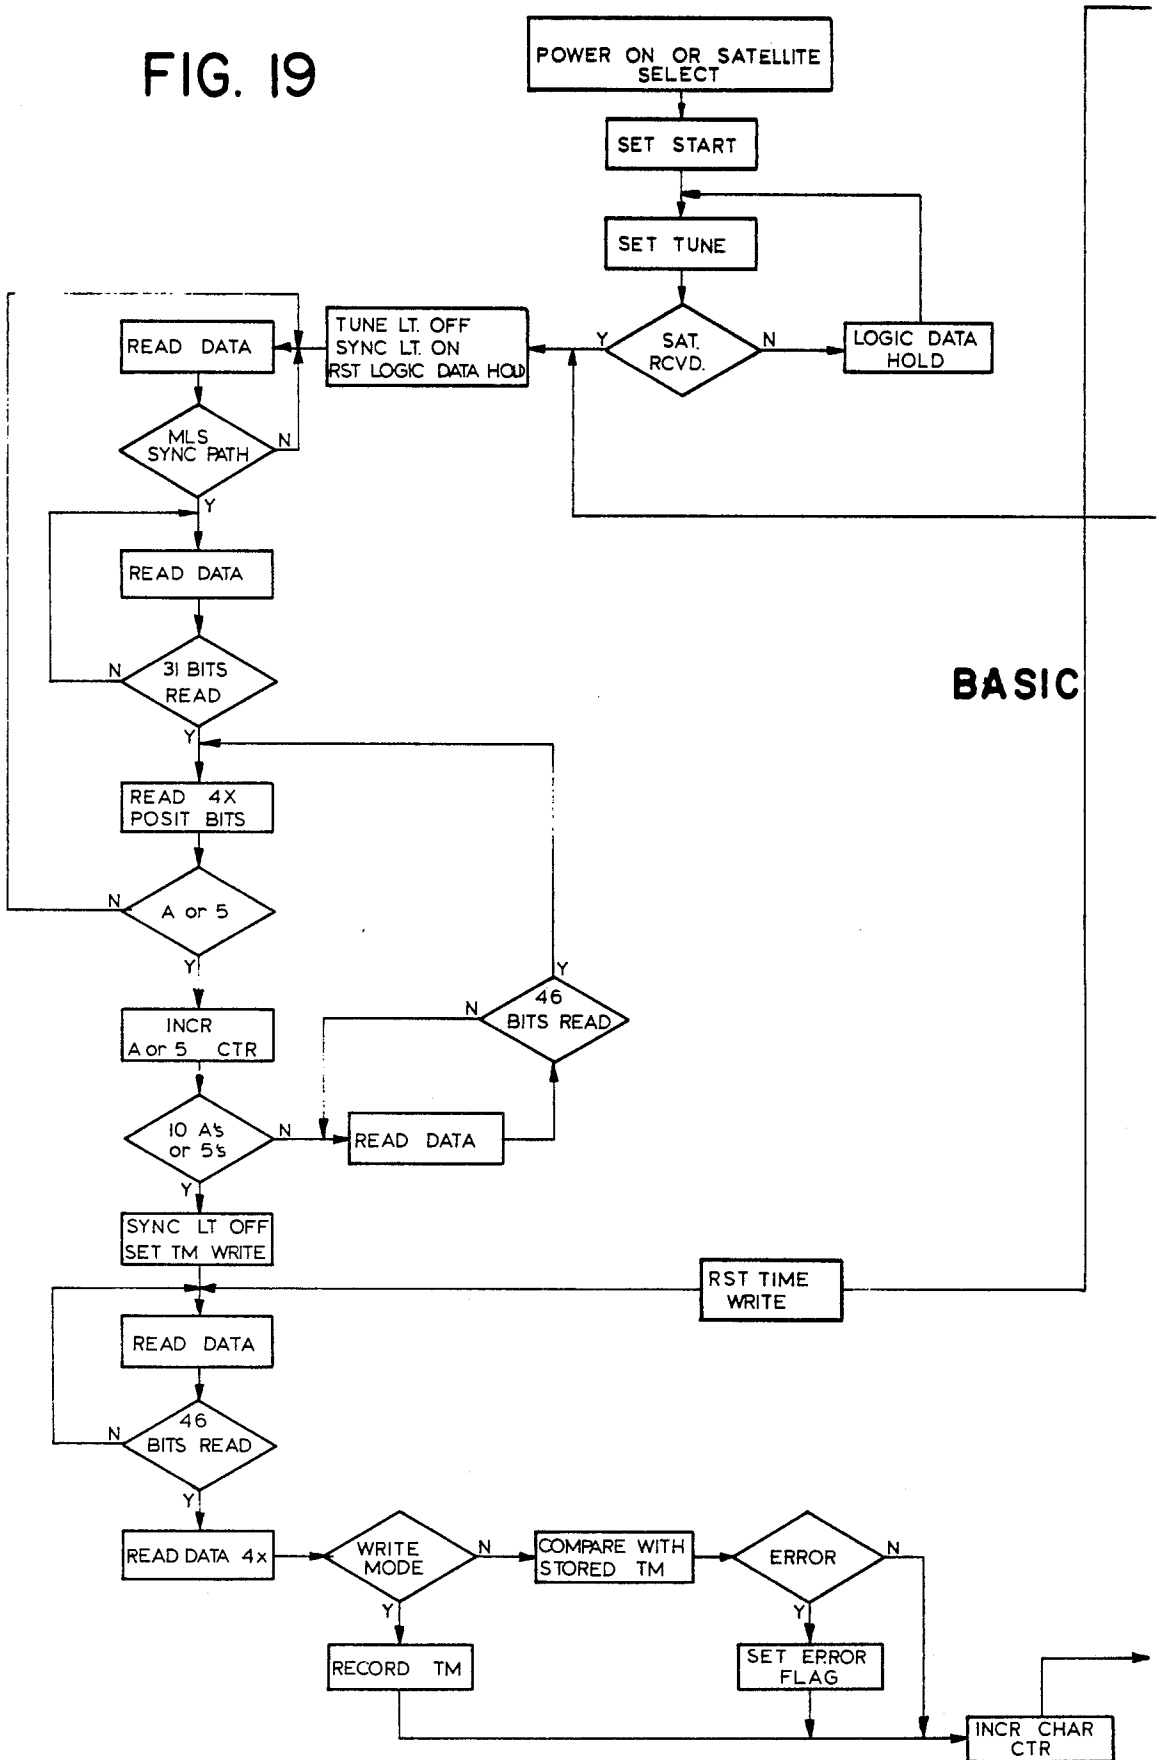 FIG. 19
POWER ON OR SATELLITE
SELECT
SET START
SET TUNE
SAT.
RCVD.
Y
N
LOGIC DATA
HOLD
TUNE LT. OFF
SYNC LT. ON
RST LOGIC DATA HOLD
READ DATA
MLS
SYNC PATH
N
Y
READ DATA
31 BITS
READ
N
Y
BASIC
READ 4X
POSIT BITS
A or 5
N
Y
INCR
A or 5 CTR
46
BITS READ
N
Y
10 A's
or 5's
N
Y
READ DATA
SYNC LT OFF
SET TM WRITE
RST TIME
WRITE
READ DATA
46
BITS READ
N
Y
READ DATA 4x
WRITE
MODE
N
Y
COMPARE WITH
STORED TM
ERROR
N
Y
RECORD TM
SET ERROR
FLAG
INCR CHAR
CTR